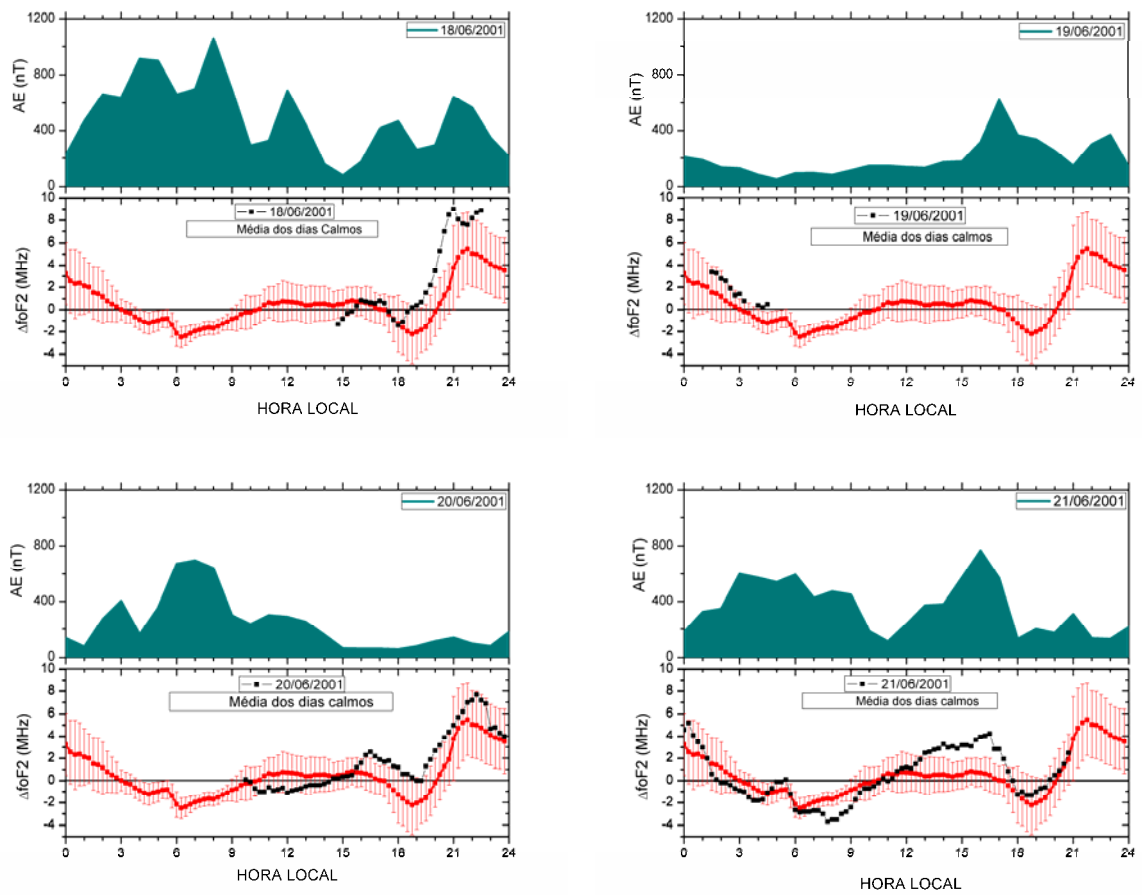 1200
800
400
0
AE (nT)
18/06/2001
10
8
6
4
2
0
-2
-4
ΔfoF2 (MHz)
18/06/2001
Média dos dias Calmos
0 3 6 9 12 15 18 21 24
HORA LOCAL
1200
800
400
0
AE (nT)
19/06/2001
10
8
6
4
2
0
-2
-4
ΔfoF2 (MHz)
19/06/2001
Média dos dias calmos
0 3 6 9 12 15 18 21 24
HORA LOCAL
1200
800
400
0
AE (nT)
20/06/2001
10
8
6
4
2
0
-2
-4
ΔfoF2 (MHz)
20/06/2001
Média dos dias calmos
0 3 6 9 12 15 18 21 24
HORA LOCAL
1200
800
400
0
AE (nT)
21/06/2001
10
8
6
4
2
0
-2
-4
ΔfoF2 (MHz)
21/06/2001
Média dos dias calmos
0 3 6 9 12 15 18 21 24
HORA LOCAL